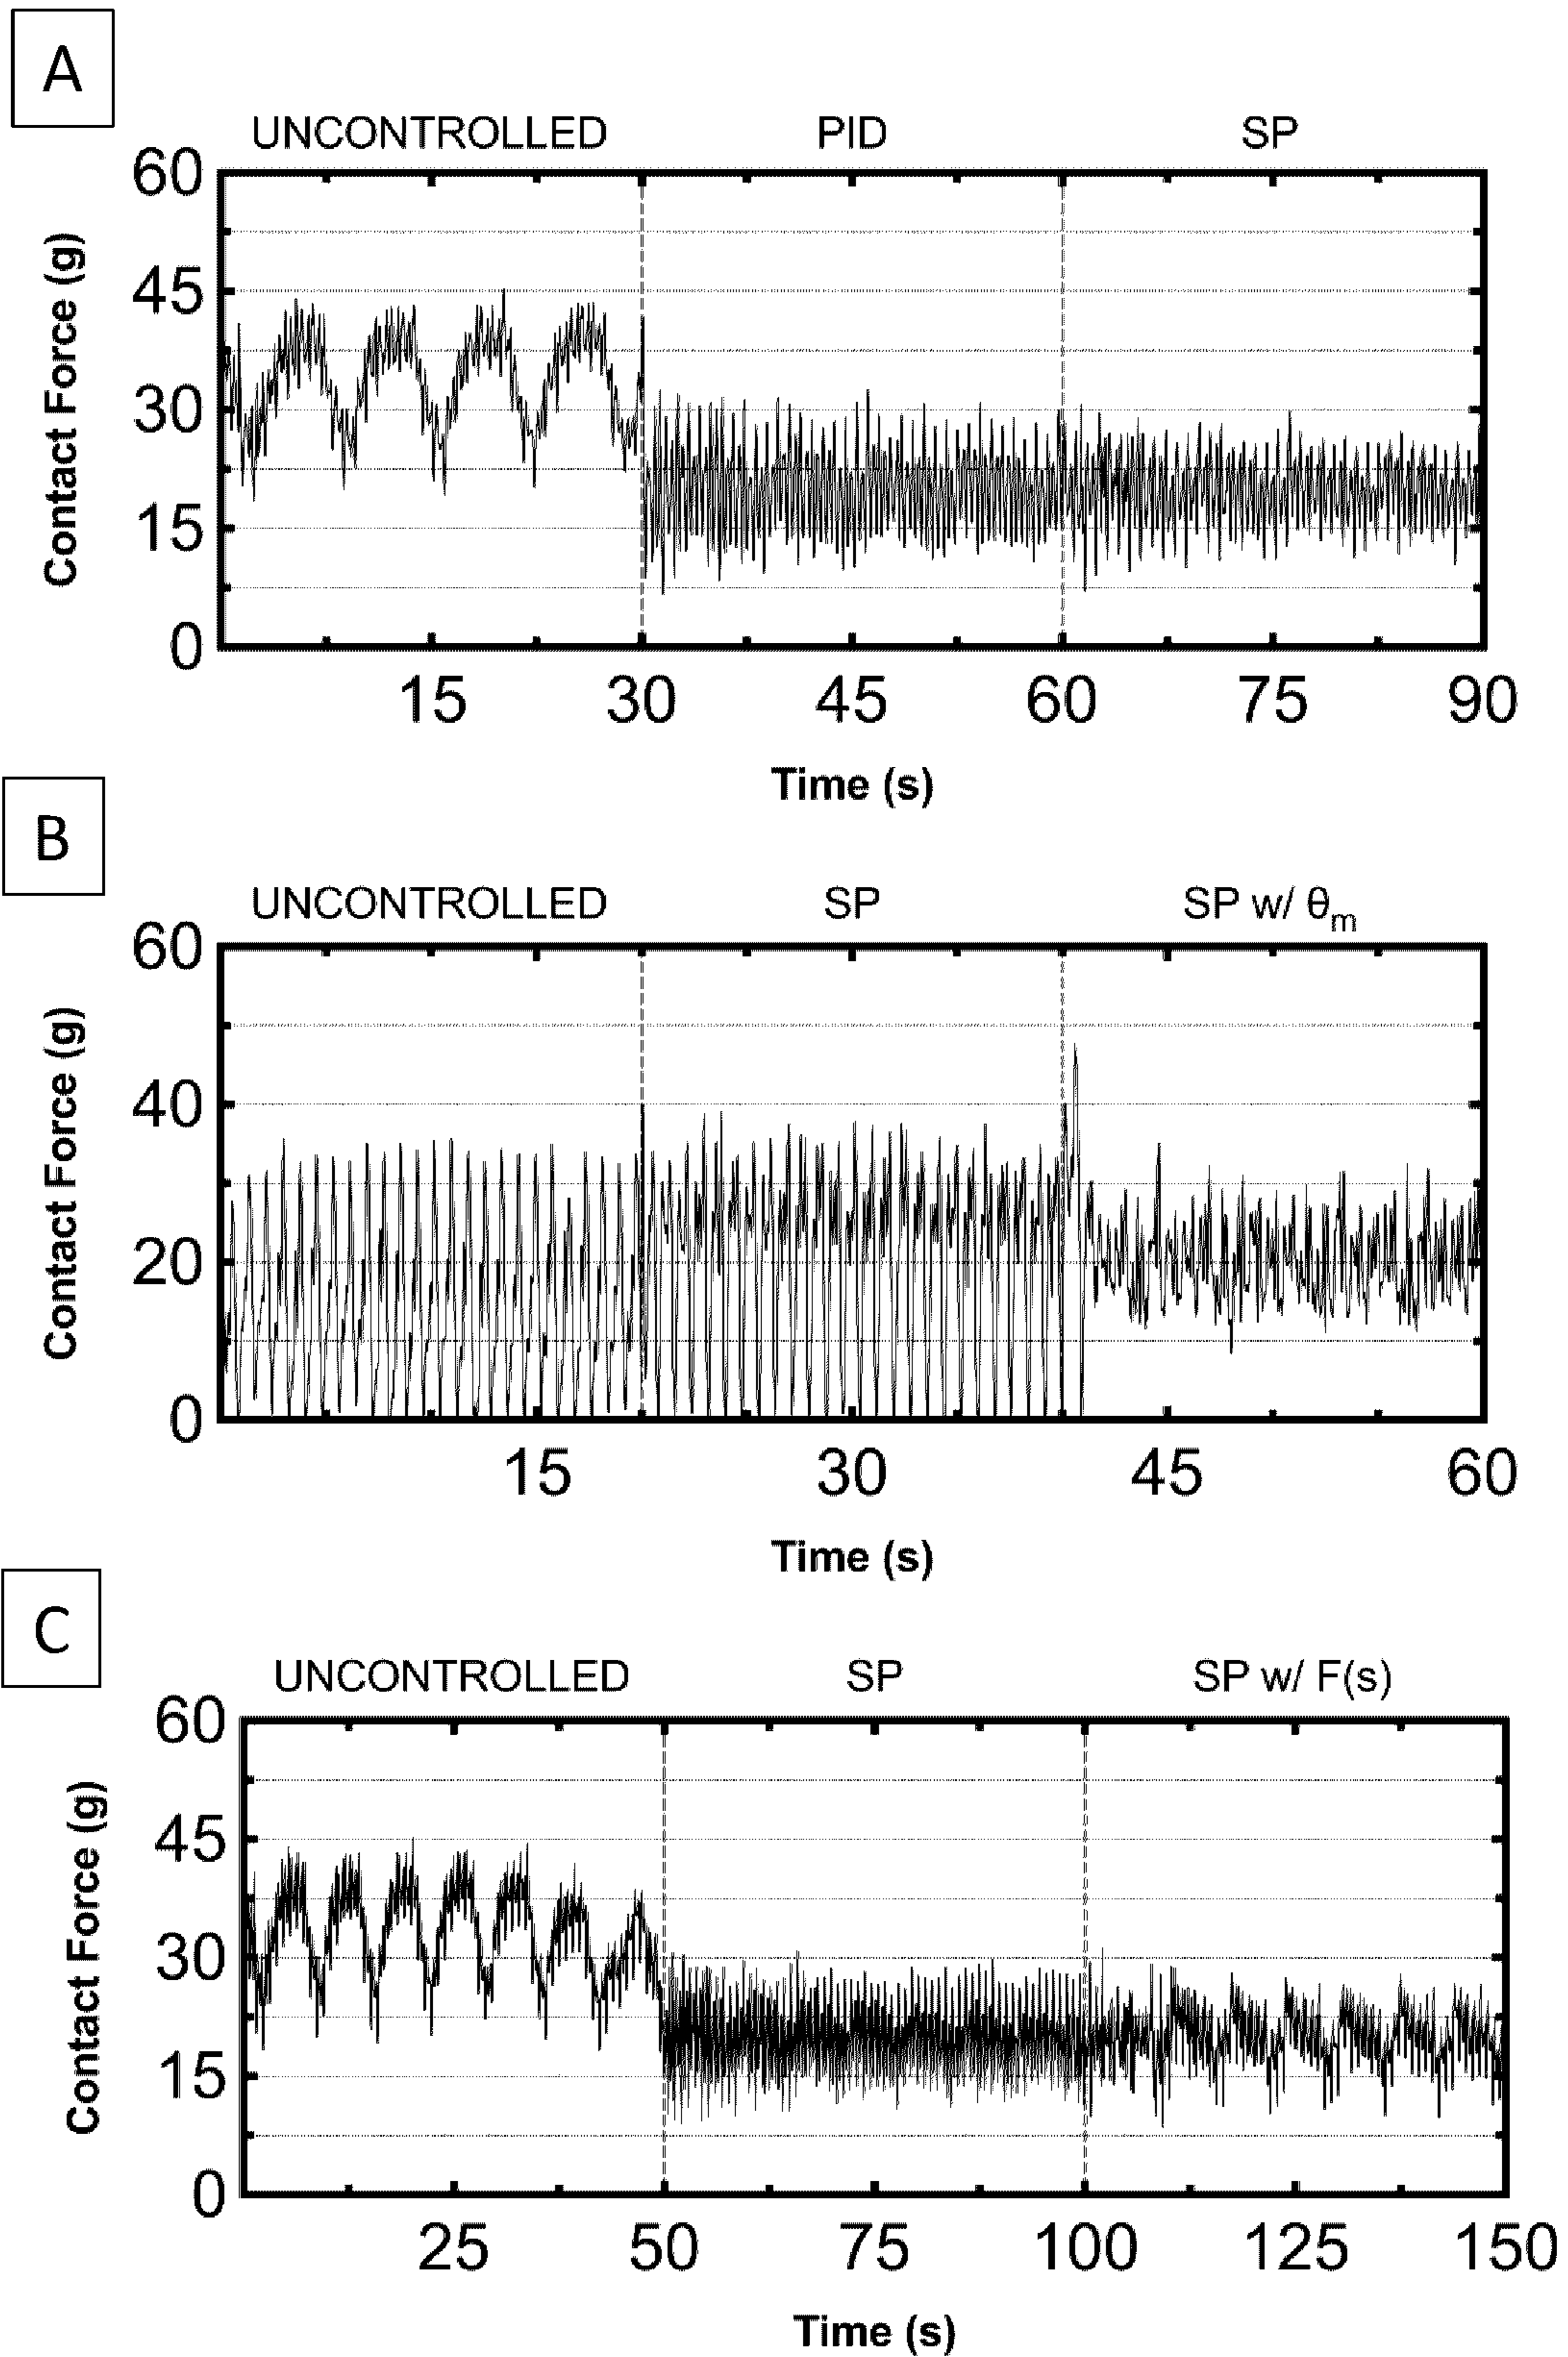 A
UNCONTROLLED PID SP
60
45
30
15
0
Contact Force (g)
15 30 45 60 75 90
Time (s)
B
UNCONTROLLED SP SP w/ θm
60
40
20
0
Contact Force (g)
15 30 45 60
Time (s)
C
UNCONTROLLED SP SP w/ F(s)
60
45
30
15
0
Contact Force (g)
25 50 75 100 125 150
Time (s)